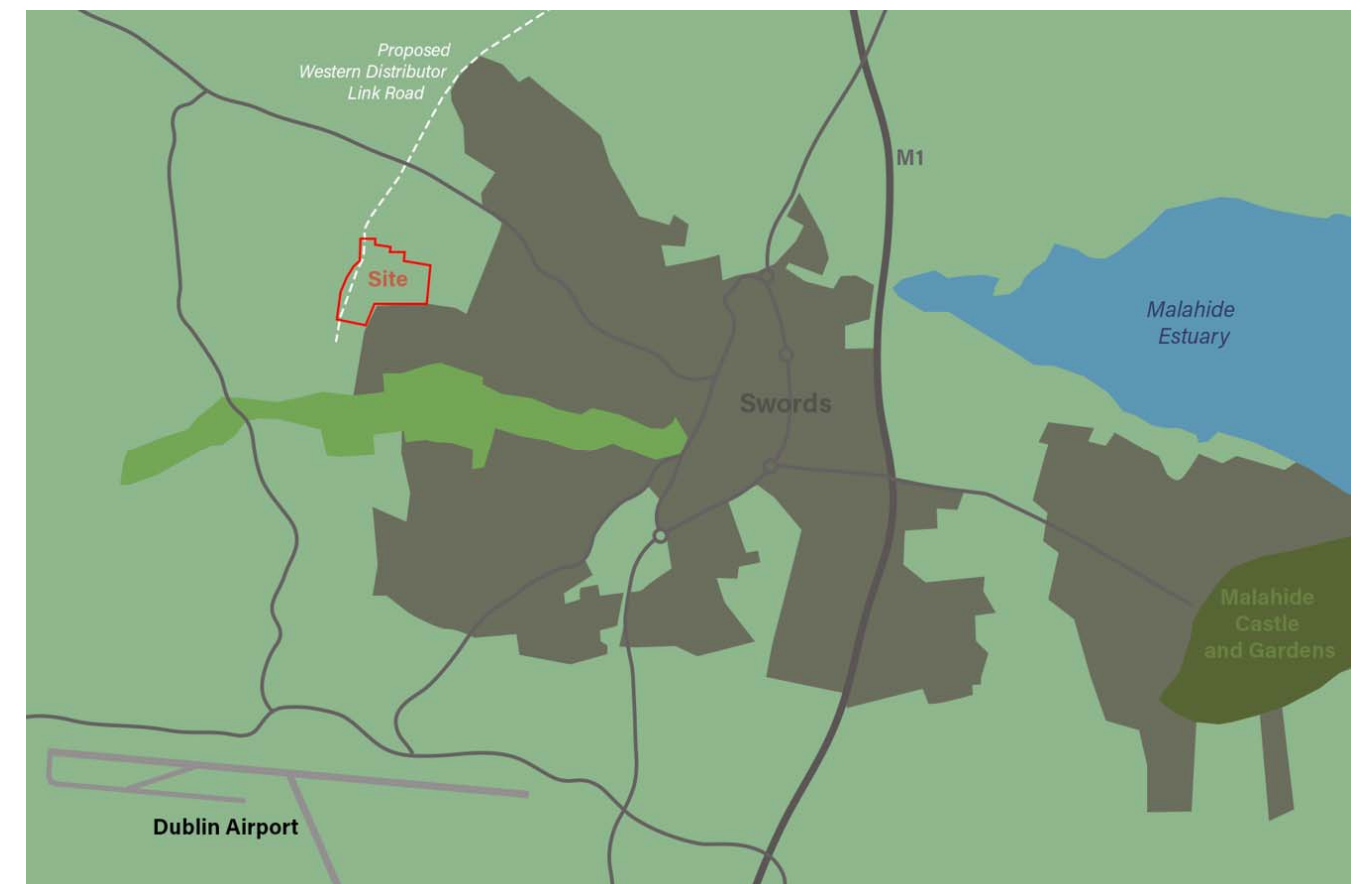 Proposed
Western Distributor
Link Road
M1
Site
Malahide
Estuary
Swords
Malahide
Castle
and Gardens
Dublin Airport